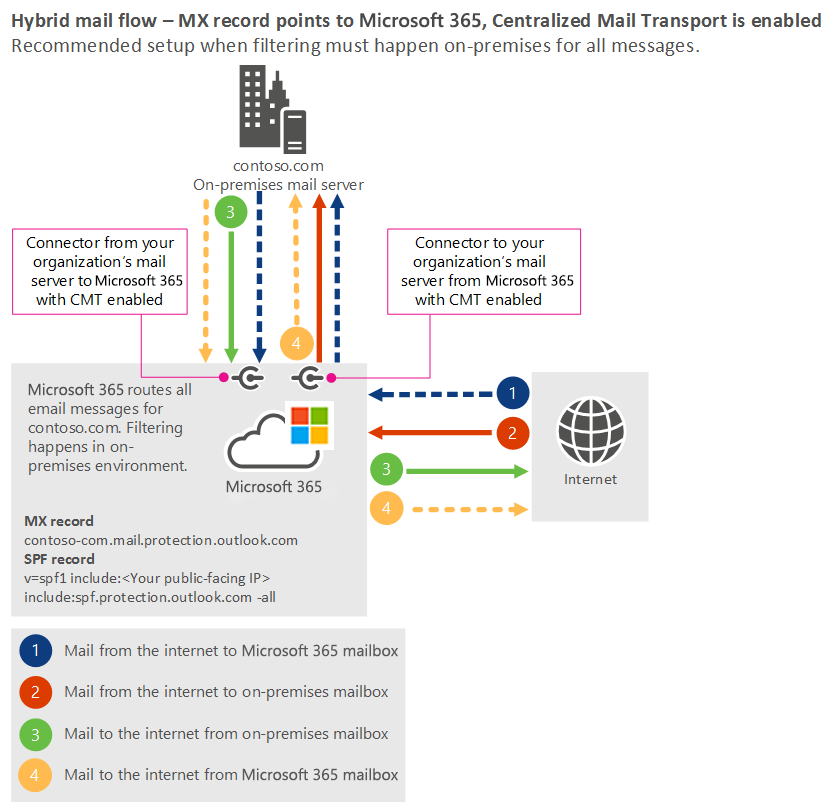 Hybrid mail flow – MX record points to Microsoft 365, Centralized Mail Transport is enabled
Recommended setup when filtering must happen on-premises for all messages.
contoso.com
On-premises mail server
3
Connector from your
organization's mail
server to Microsoft 365
with CMT enabled
Connector to your
organization's mail
server from Microsoft 365
with CMT enabled
4
Microsoft 365 routes all
email messages for
contoso.com. Filtering
happens in on-
premises environment.
Microsoft 365
1
2
3
4
Internet
MX record
contoso-com.mail.protection.outlook.com
SPF record
v=spf1 include:<Your public-facing IP>
include:spf.protection.outlook.com -all
1 Mail from the internet to Microsoft 365 mailbox
2 Mail from the internet to on-premises mailbox
3 Mail to the internet from on-premises mailbox
4 Mail to the internet from Microsoft 365 mailbox